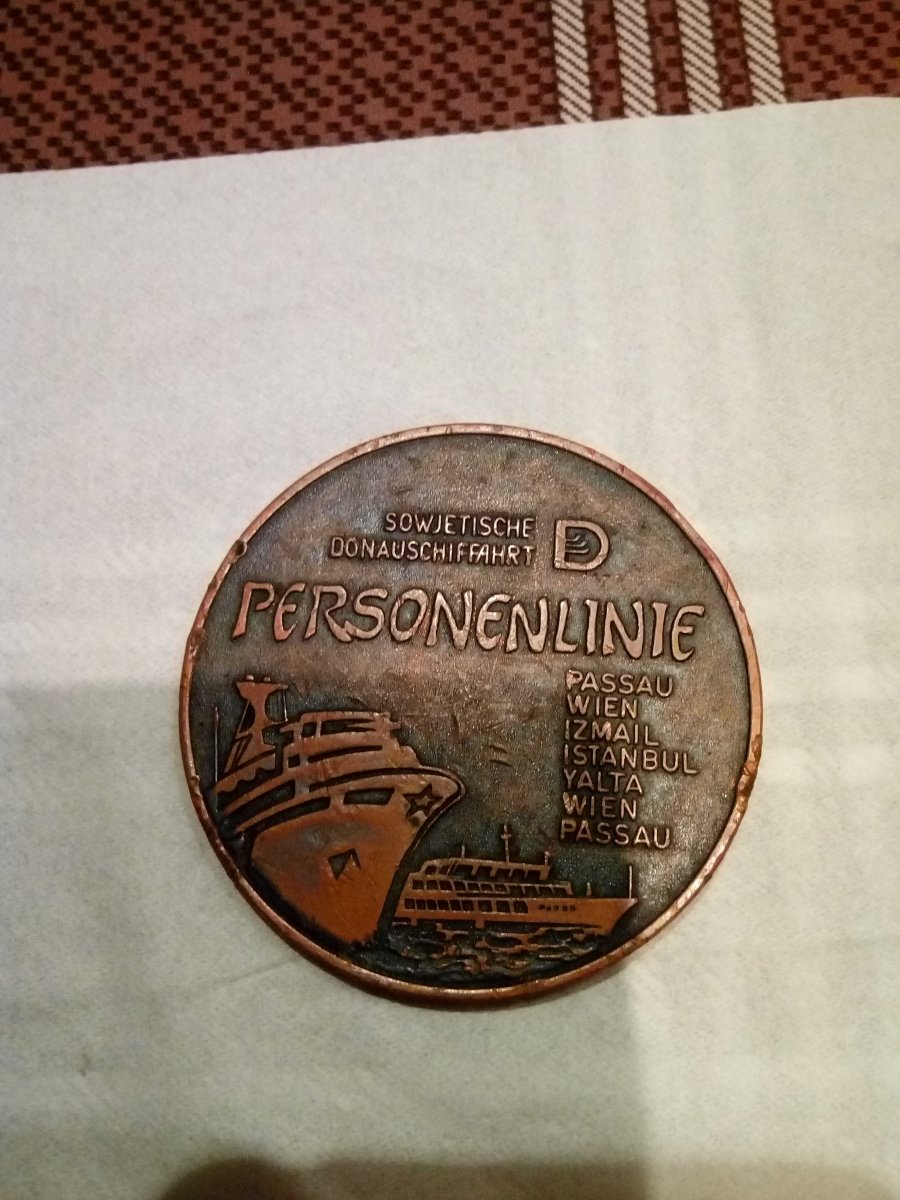 SOWJETISCHE
DONAUSCHIFFAHRT D
PERSONENLINIE
PASSAU
WIEN
IZMAIL
ISTANBUL
YALTA
WIEN
PASSAU